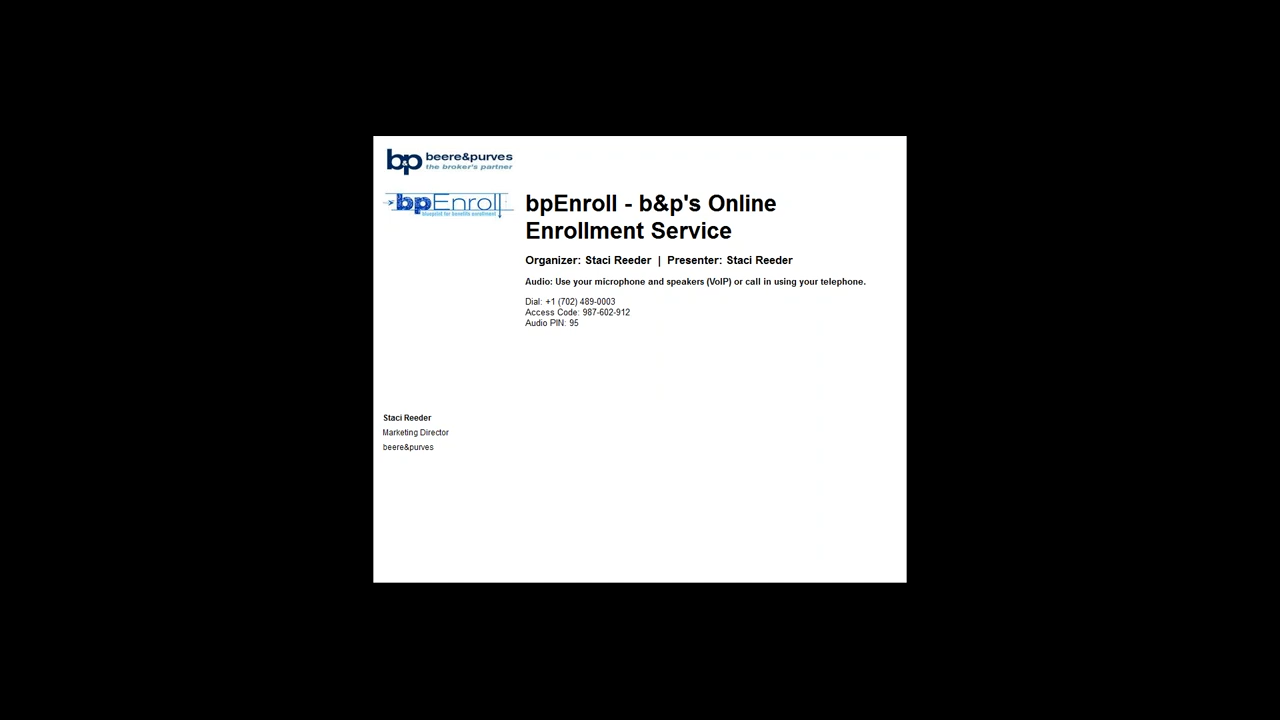 bp beere&purves
the broker's partner
bpEnroll
blueprint for benefits enrollment
bpEnroll - b&p's Online
Enrollment Service
Organizer: Staci Reeder | Presenter: Staci Reeder
Audio: Use your microphone and speakers (VoIP) or call in using your telephone.
Dial: +1 (702) 489-0003
Access Code: 987-602-912
Audio PIN: 95
Staci Reeder
Marketing Director
beere&purves